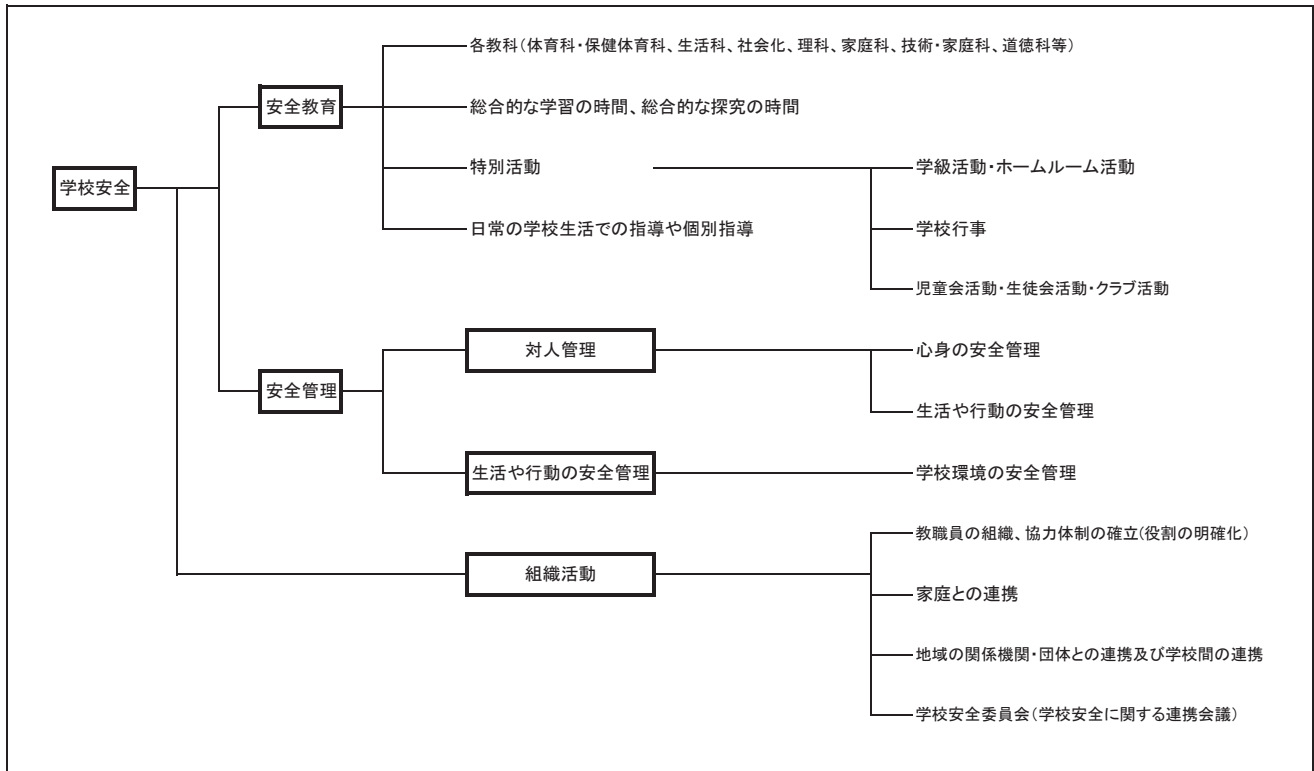 各教科(体育科・保健体育科、生活科、社会化、理科、家庭科、技術・家庭科、道徳科等)
安全教育
総合的な学習の時間、総合的な探究の時間
特別活動
学級活動・ホームルーム活動
学校安全
日常の学校生活での指導や個別指導
学校行事
児童会活動・生徒会活動・クラブ活動
対人管理
心身の安全管理
安全管理
生活や行動の安全管理
生活や行動の安全管理
学校環境の安全管理
教職員の組織、協力体制の確立(役割の明確化)
組織活動
家庭との連携
地域の関係機関・団体との連携及び学校間の連携
学校安全委員会(学校安全に関する連携会議)